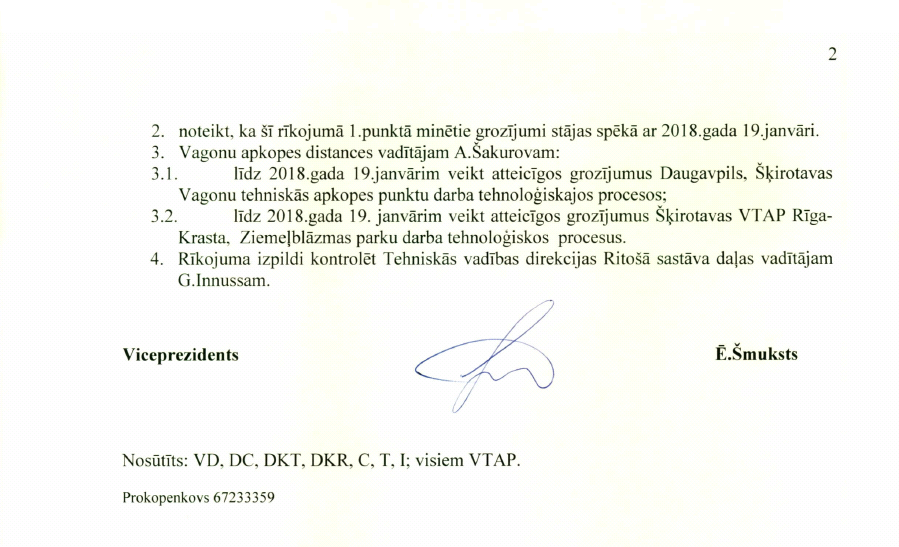 2
2. noteikt, ka šī rīkojumā 1.punktā minētie grozījumi stājas spēkā ar 2018.gada 19.janvāri.
3. Vagonu apkopes distances vadītājam A.Šakurovam:
3.1. līdz 2018.gada 19.janvārim veikt atteicīgos grozījumus Daugavpils, Šķirotavas
Vagonu tehniskās apkopes punktu darba tehnoloģiskajos procesos;
3.2. līdz 2018.gada 19. janvārim veikt atteicīgos grozījumus Šķirotavas VTAP Rīga-
Krasta, Ziemeļblāzmas parku darba tehnoloģiskos procesus.
4. Rīkojuma izpildi kontrolēt Tehniskās vadības direkcijas Ritošā sastāva daļas vadītājam
G.Innussam.
Viceprezidents Ē.Šmuksts
Nosūtīts: VD, DC, DKT, DKR, C, T, I; visiem VTAP.
Prokopenkovs 67233359